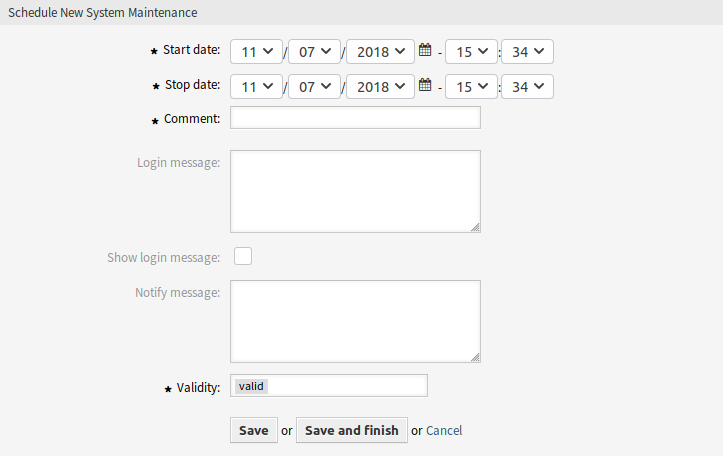 Schedule New System Maintenance
★ Start date: 11 / 07 / 2018 - 15 : 34
★ Stop date: 11 / 07 / 2018 - 15 : 34
★ Comment:
Login message:
Show login message:
Notify message:
★ Validity: valid
Save or Save and finish or Cancel